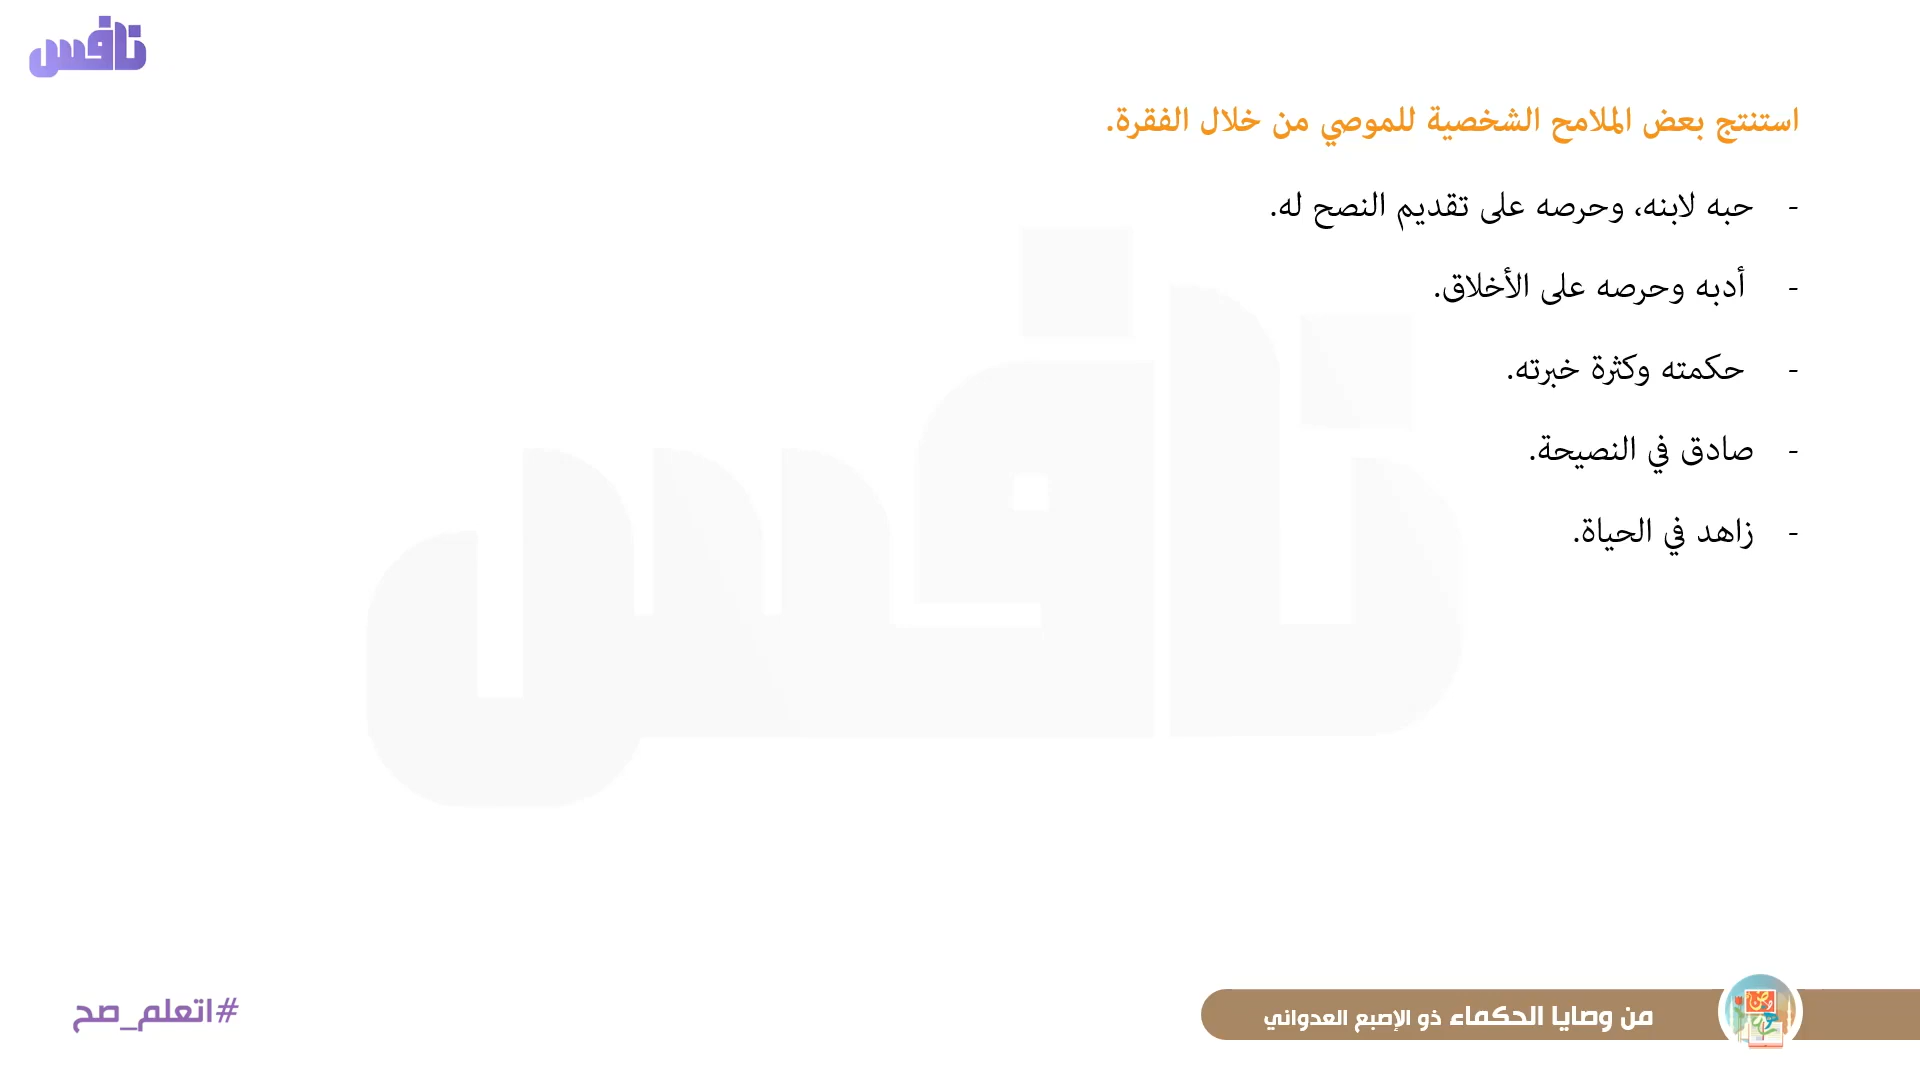 نافس
استنتج بعض الملامح الشخصية للموصي من خلال الفقرة.
- حبه لابنه، وحرصه على تقديم النصح له.
- أدبه وحرصه على الأخلاق.
- حكمته وكثرة خبرته.
- صادق في النصيحة.
- زاهد في الحياة.
نافس
من وصايا الحكماء ذو الإصبع العدواني
#اتعلم_صح